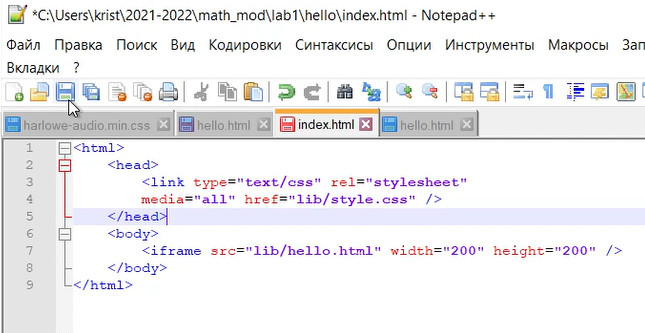 *C:\Users\krist\2021-2022\math_mod\lab1\hello\index.html - Notepad++
Файл Правка Поиск Вид Кодировки Синтаксисы Опции Инструменты Макросы Зап
Вкладки ?
harlowe-audio.min.css hello.html index.html hello.html
1 <html>
2 <head>
3 <link type="text/css" rel="stylesheet"
4 media="all" href="lib/style.css" />
5 </head>
6 <body>
7 <iframe src="lib/hello.html" width="200" height="200" />
8 </body>
9 </html>